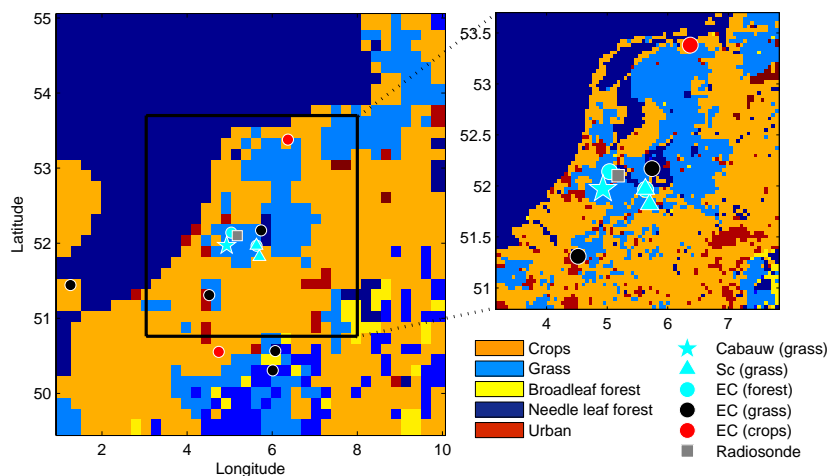 55
54
53
52
51
50
Latitude
2
4
6
8
10
Longitude
53.5
53
52.5
52
51.5
51
4
5
6
7
Crops
Grass
Broadleaf forest
Needle leaf forest
Urban
Cabauw (grass)
Sc (grass)
EC (forest)
EC (grass)
EC (crops)
Radiosonde